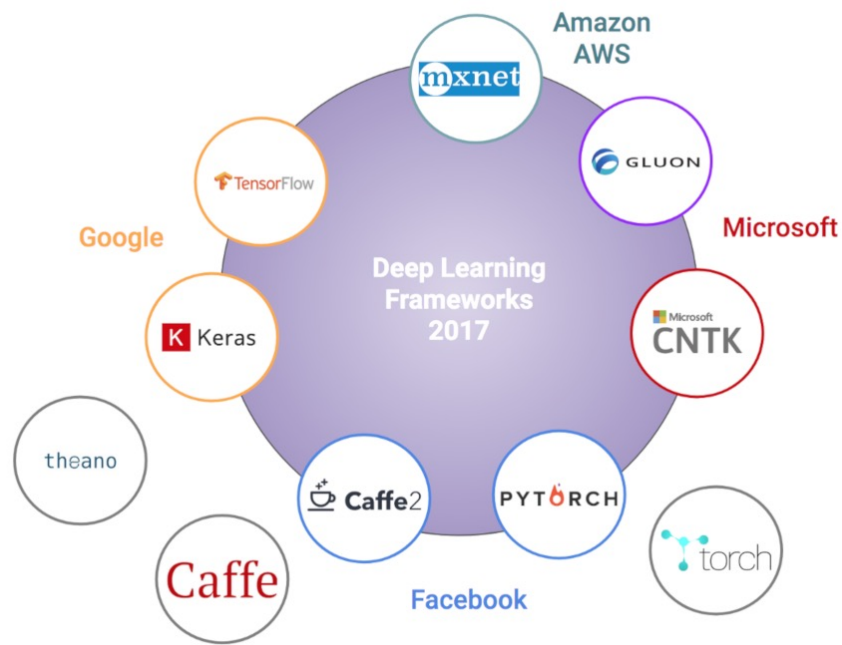 Amazon
AWS
mxnet
GLUON
TensorFlow
Google
Microsoft
Deep Learning
Frameworks
2017
Microsoft
CNTK
K Keras
theano
Caffe2
PYTORCH
torch
Caffe
Facebook